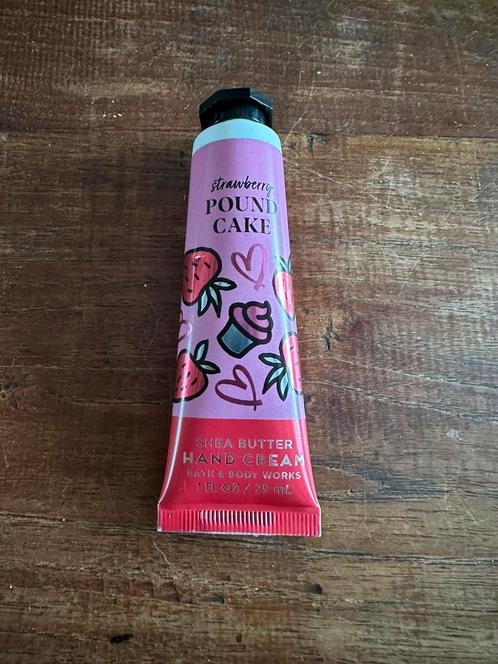 strawberry
POUND
CAKE
SHEA BUTTER
HAND CREAM
BATH & BODY WORKS
1 FL OZ / 29 mL